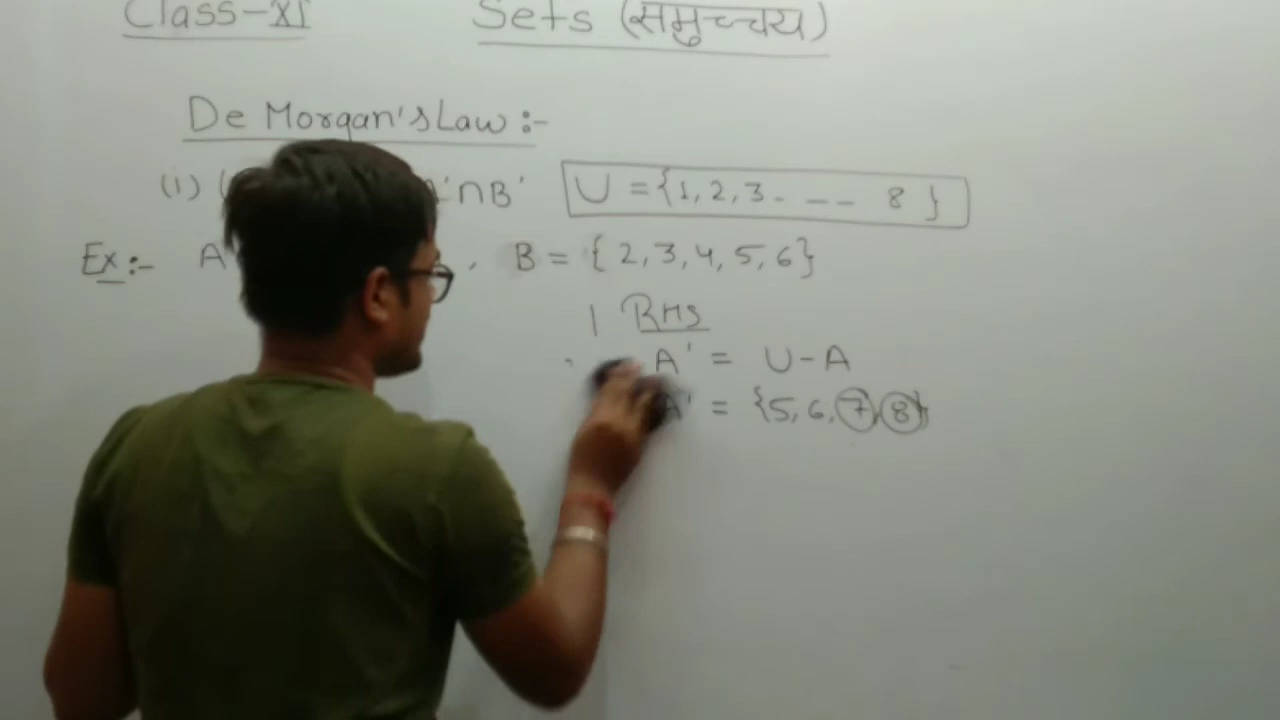 Class-XI Sets (समुच्चय)
De Morgan's Law :-
(i) ( '∩B' U = {1, 2, 3. - -- 8 }
Ex :- A , B = { 2, 3, 4, 5, 6}
RHS
A' = U - A
A' = {5, 6, 7, 8}